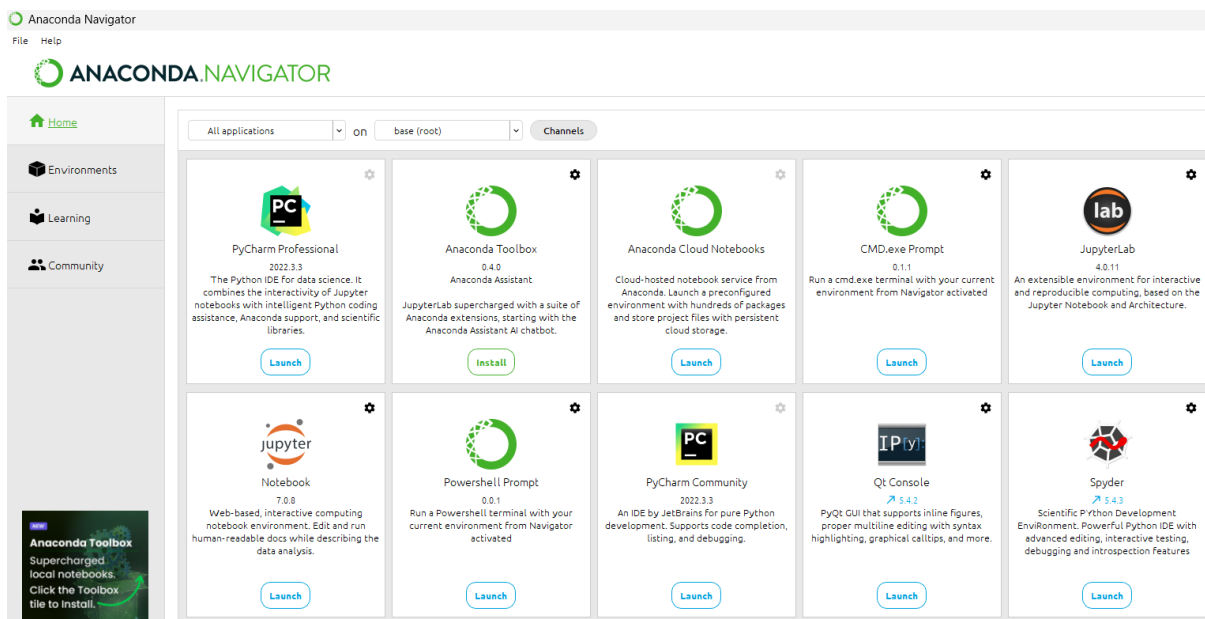 Anaconda Navigator
File Help
ANACONDA.NAVIGATOR
Home
Environments
Learning
Community
All applications on base (root) Channels
PC
PyCharm Professional
2022.3.3
The Python IDE for data science. It
combines the interactivity of Jupyter
notebooks with intelligent Python coding
assistance, Anaconda support, and scientific
libraries.
Launch
Anaconda Toolbox
0.4.0
Anaconda Assistant
JupyterLab supercharged with a suite of
Anaconda extensions, starting with the
Anaconda Assistant AI chatbot.
Install
Anaconda Cloud Notebooks
Cloud-hosted notebook service from
Anaconda. Launch a preconfigured
environment with hundreds of packages
and store project files with persistent
cloud storage.
Launch
CMD.exe Prompt
0.1.1
Run a cmd.exe terminal with your current
environment from Navigator activated
Launch
lab
JupyterLab
4.0.11
An extensible environment for interactive
and reproducible computing, based on the
Jupyter Notebook and Architecture.
Launch
jupyter
Notebook
7.0.8
Web-based, interactive computing
notebook environment. Edit and run
human-readable docs while describing the
data analysis.
Launch
Powershell Prompt
0.0.1
Run a Powershell terminal with your
current environment from Navigator
activated
Launch
PC
PyCharm Community
2022.3.3
An IDE by JetBrains for pure Python
development. Supports code completion,
listing, and debugging.
Launch
IP[y]:
Qt Console
5.4.2
PyQt GUI that supports inline figures,
proper multiline editing with syntax
highlighting, graphical calltips, and more.
Launch
Spyder
5.4.3
Scientific PYthon Development
EnviRonment. Powerful Python IDE with
advanced editing, interactive testing,
debugging and introspection features
Launch
NEW
Anaconda Toolbox
Supercharged
local notebooks.
Click the Toolbox
tile to Install.